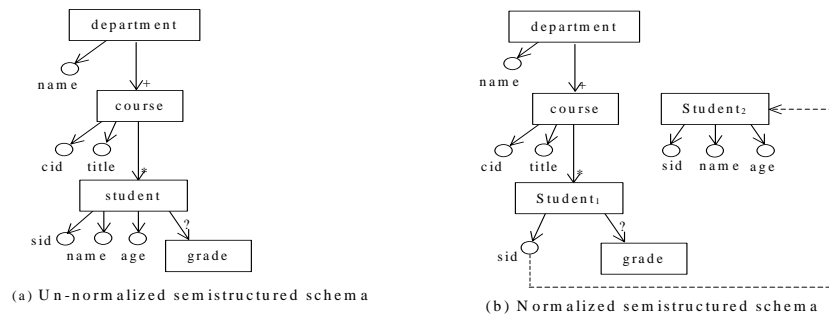 department
name
+
course
cid title
*
student
?
sid name age
grade
(a) Un-normalized semistructured schema
department
name
+
course
Student₂
cid title
sid name age
*
Student₁
?
sid
grade
(b) Normalized semistructured schema